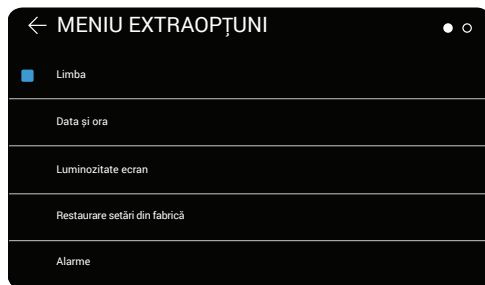 MENIU EXTRAOPȚUNI
Limba
Data și ora
Luminozitate ecran
Restaurare setări din fabrică
Alarme